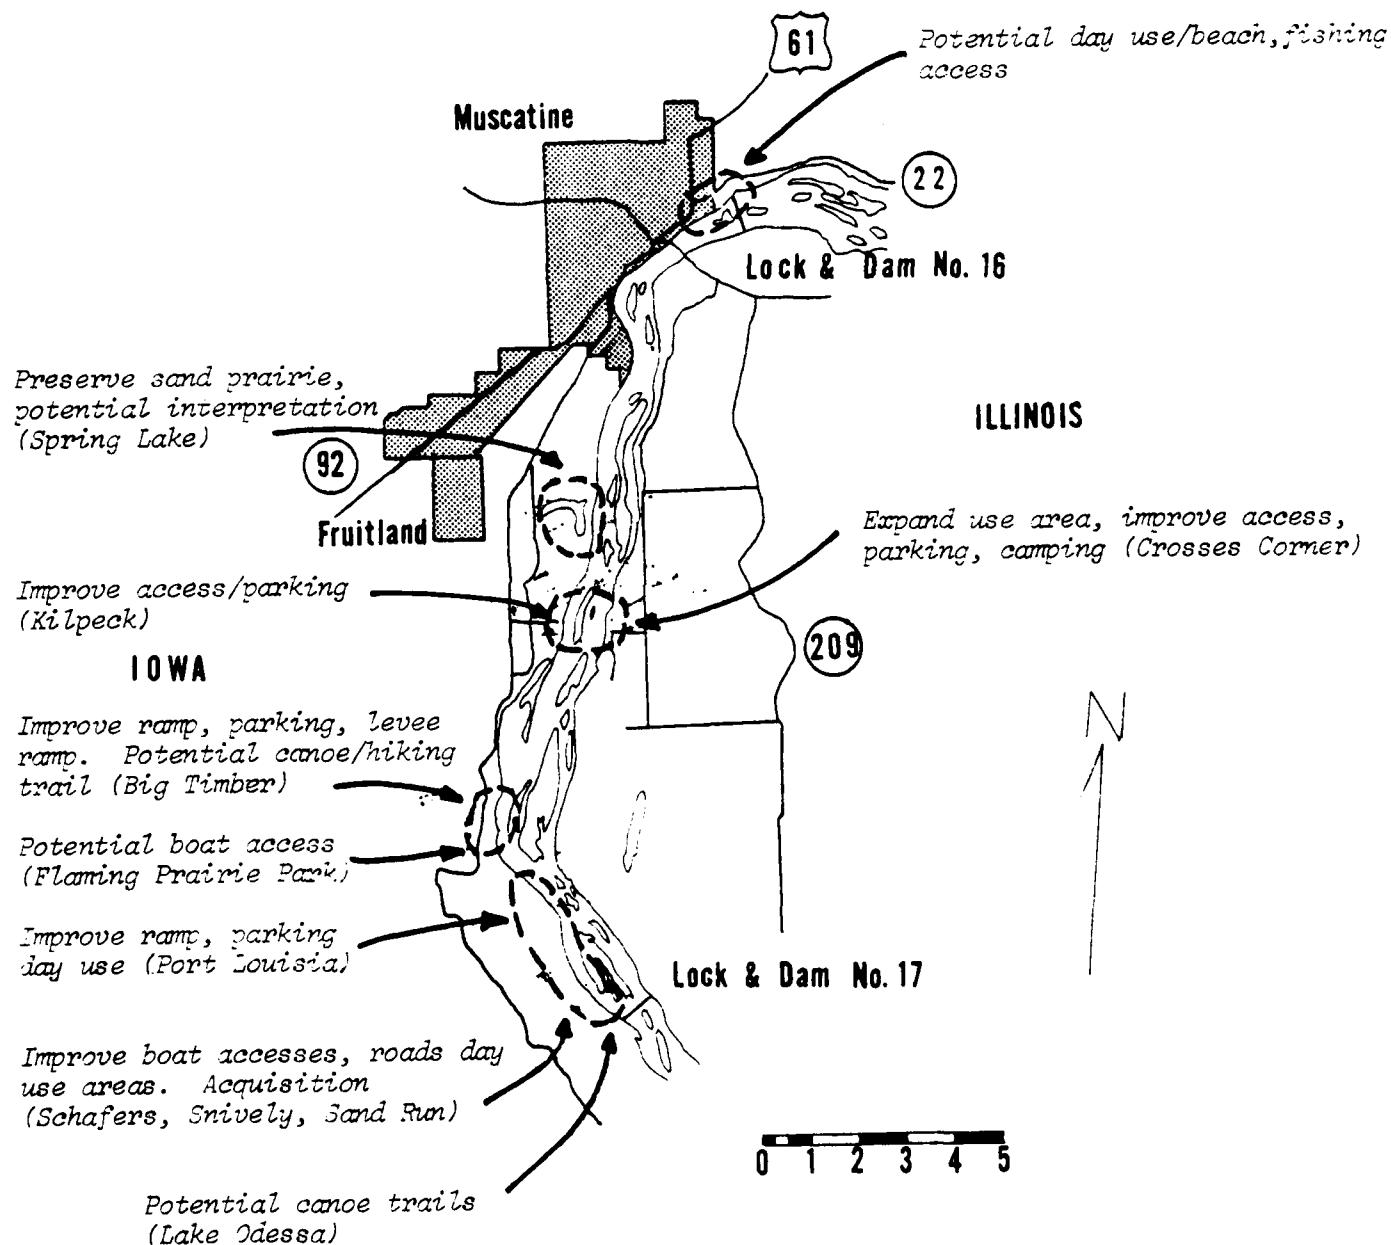 61
Potential day use/beach, fishing
access
Muscatine
22
Lock & Dam No. 16
Preserve sand prairie,
potential interpretation
(Spring Lake)
ILLINOIS
92
Fruitland
Expand use area, improve access,
parking, camping (Crosses Corner)
Improve access/parking
(Kilpeck)
209
IOWA
N
Improve ramp, parking, levee
ramp. Potential canoe/hiking
trail (Big Timber)
Potential boat access
(Flaming Prairie Park)
Improve ramp, parking
day use (Port Louisia)
Lock & Dam No. 17
Improve boat accesses, roads day
use areas. Acquisition
(Schafers, Snively, Sand Run)
0 1 2 3 4 5
Potential canoe trails
(Lake Odessa)